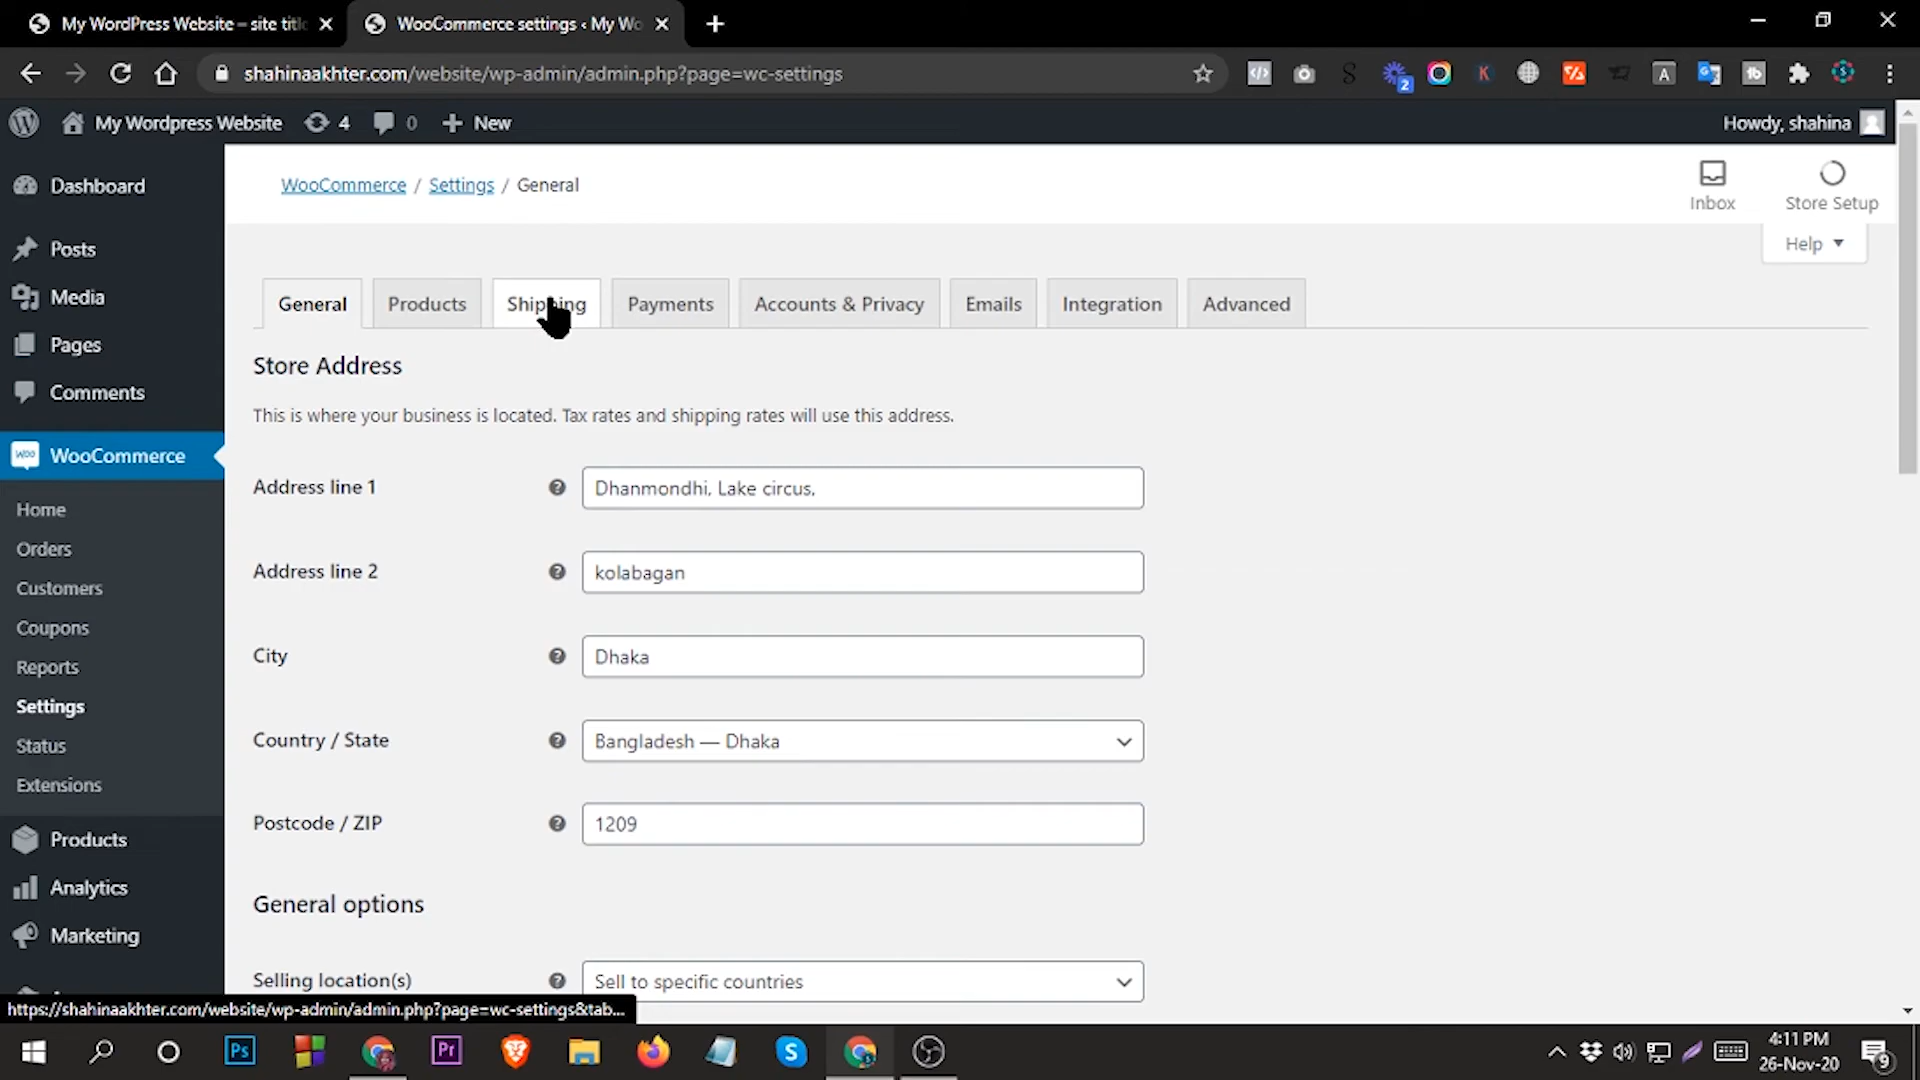 My WordPress Website – site titl
WooCommerce settings ‹ My Wo
shahinaakhter.com/website/wp-admin/admin.php?page=wc-settings
2
My Wordpress Website
4
0
New
Howdy, shahina
Dashboard
Posts
Media
Pages
Comments
WooCommerce
Home
Orders
Customers
Coupons
Reports
Settings
Status
Extensions
Products
Analytics
Marketing
WooCommerce / Settings / General
Inbox
Store Setup
Help
General
Products
Shipping
Payments
Accounts & Privacy
Emails
Integration
Advanced
Store Address
This is where your business is located. Tax rates and shipping rates will use this address.
Address line 1
Dhanmondhi, Lake circus,
Address line 2
kolabagan
City
Dhaka
Country / State
Bangladesh — Dhaka
Postcode / ZIP
1209
General options
Selling location(s)
Sell to specific countries
https://shahinaakhter.com/website/wp-admin/admin.php?page=wc-settings&tab...
4:11 PM
26-Nov-20
9